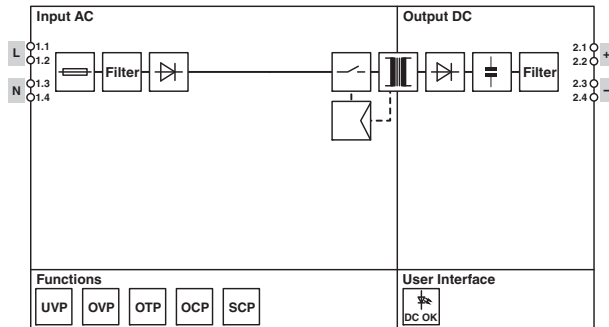 Input AC
Output DC
L
1.1
1.2
N
1.3
1.4
Filter
Filter
2.1
2.2
+
2.3
2.4
–
Functions
UVP
OVP
OTP
OCP
SCP
User Interface
DC OK